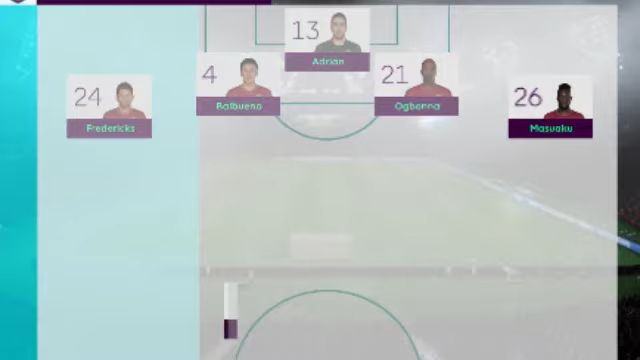 13
Adrian
4
Balbuena
21
Ogbonna
24
Fredericks
26
Masuaku